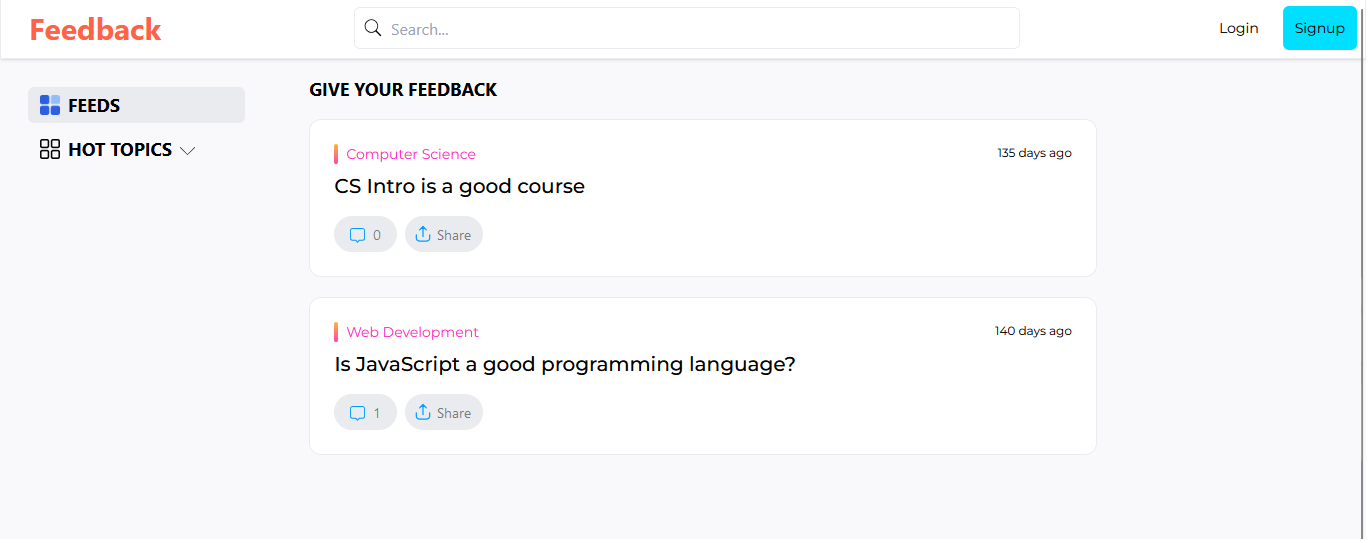 Feedback
Search...
Login
Signup
FEEDS
HOT TOPICS
GIVE YOUR FEEDBACK
Computer Science
135 days ago
CS Intro is a good course
0
Share
Web Development
140 days ago
Is JavaScript a good programming language?
1
Share